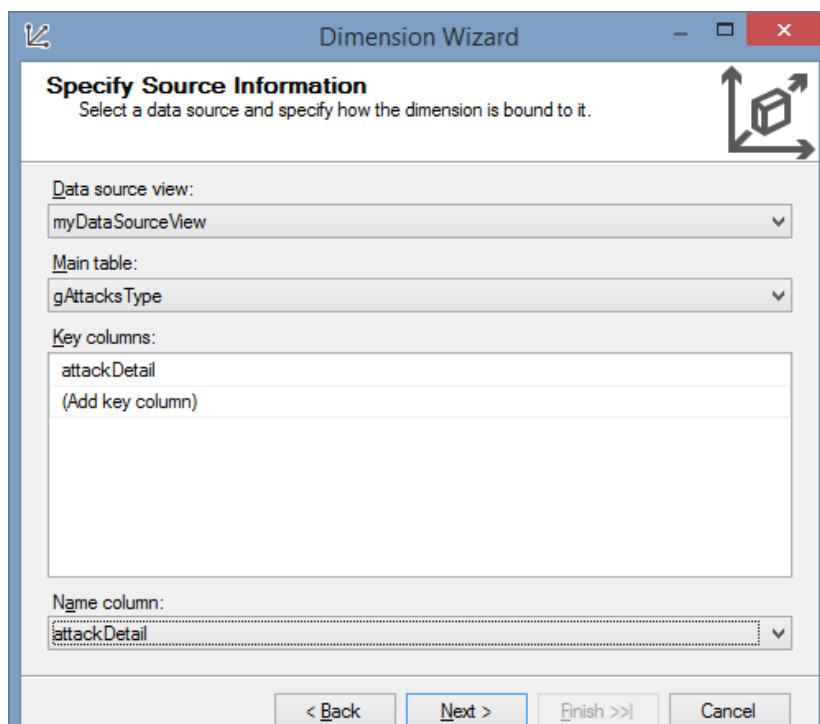 Dimension Wizard
Specify Source Information
Select a data source and specify how the dimension is bound to it.
Data source view:
myDataSourceView
Main table:
gAttacksType
Key columns:
attackDetail
(Add key column)
Name column:
attackDetail
< Back
Next >
Finish >>|
Cancel